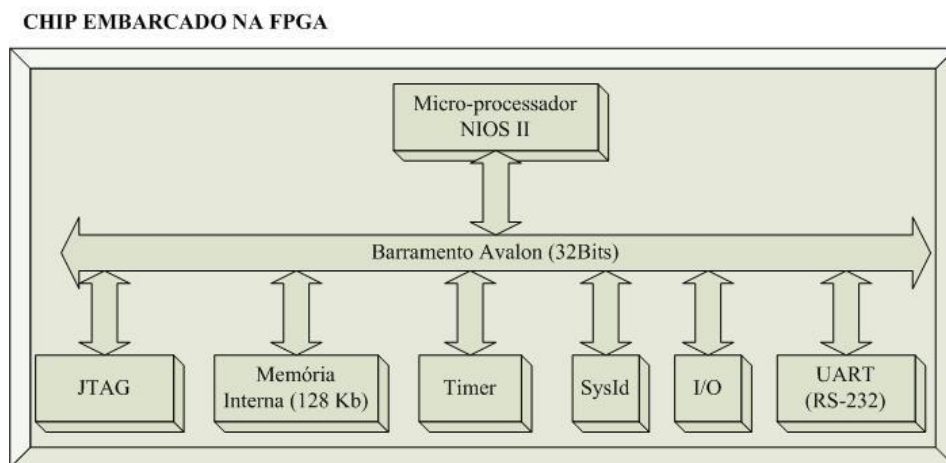 CHIP EMBARCADO NA FPGA
Micro-processador
NIOS II
Barramento Avalon (32Bits)
JTAG
Memória
Interna (128 Kb)
Timer
SysId
I/O
UART
(RS-232)